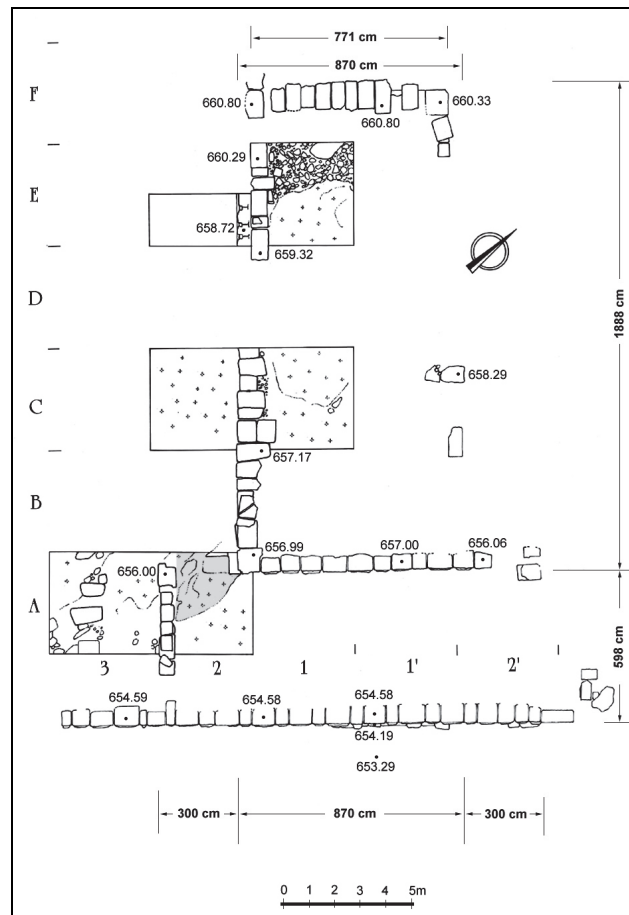 771 cm
870 cm
F
660.80
660.80
660.33
660.29
E
658.72
659.32
D
1888 cm
C
658.29
657.17
B
656.99
657.00
656.06
656.00
A
598 cm
3
2
1
1'
2'
654.59
654.58
654.58
654.19
653.29
300 cm
870 cm
300 cm
0 1 2 3 4 5m